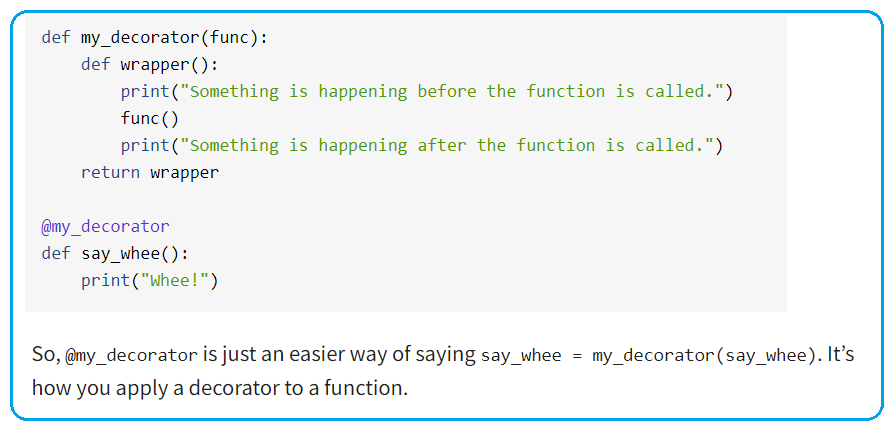 def my_decorator(func):
    def wrapper():
        print("Something is happening before the function is called.")
        func()
        print("Something is happening after the function is called.")
    return wrapper

@my_decorator
def say_whee():
    print("Whee!")

So, @my_decorator is just an easier way of saying say_whee = my_decorator(say_whee). It’s
how you apply a decorator to a function.